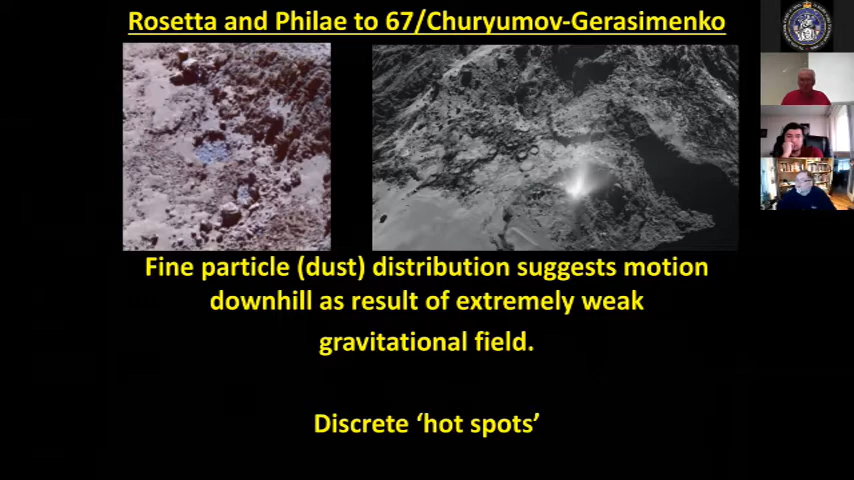 Rosetta and Philae to 67/Churyumov-Gerasimenko
Fine particle (dust) distribution suggests motion
downhill as result of extremely weak
gravitational field.
Discrete ‘hot spots’